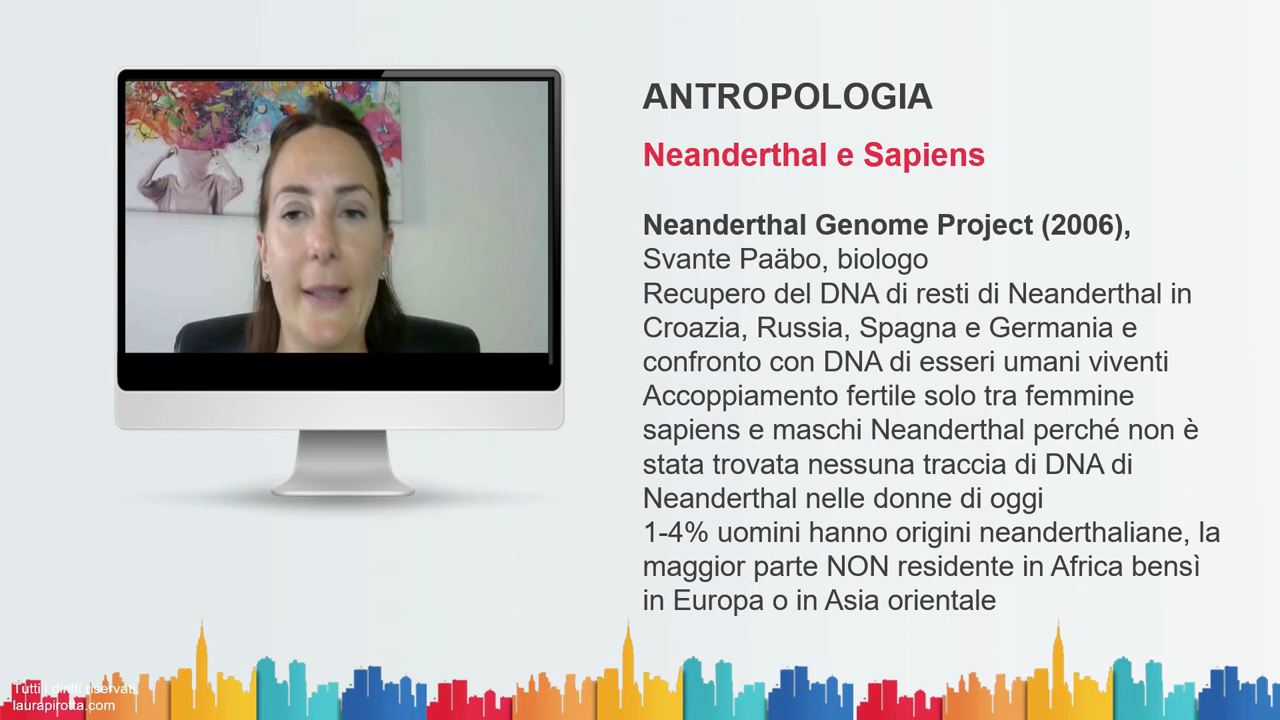 ANTROPOLOGIA
Neanderthal e Sapiens
Neanderthal Genome Project (2006),
Svante Paäbo, biologo
Recupero del DNA di resti di Neanderthal in
Croazia, Russia, Spagna e Germania e
confronto con DNA di esseri umani viventi
Accoppiamento fertile solo tra femmine
sapiens e maschi Neanderthal perché non è
stata trovata nessuna traccia di DNA di
Neanderthal nelle donne di oggi
1-4% uomini hanno origini neanderthaliane, la
maggior parte NON residente in Africa bensì
in Europa o in Asia orientale
Tutti i diritti riservati
laurapirotta.com